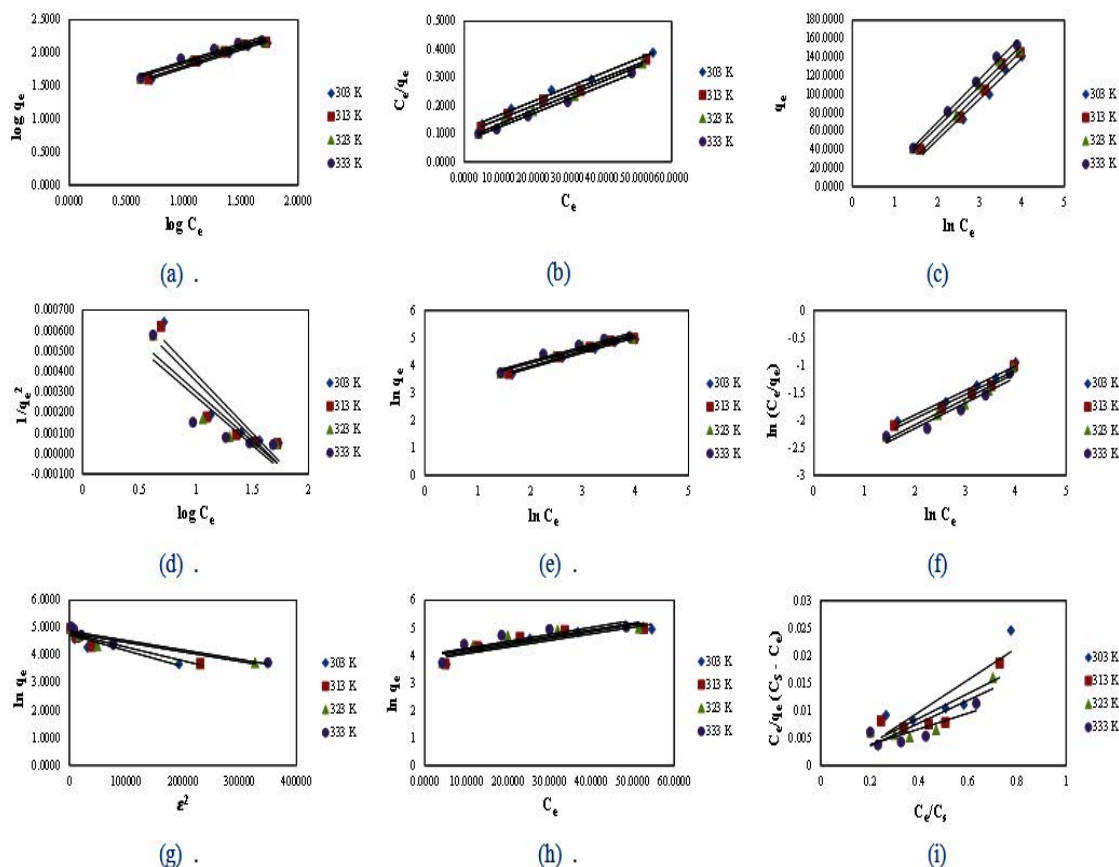 2.5000
2.0000
1.5000
1.0000
0.5000
0.0000
log qₑ
303 K
313 K
323 K
333 K
0.0000 0.5000 1.0000 1.5000 2.0000
log Cₑ
(a) .
0.5000
0.4000
0.3000
0.2000
0.1000
0.0000
Cₑ/qₑ
303 K
313 K
323 K
333 K
0.0000 10.0000 20.0000 30.0000 40.0000 50.0000 60.0000
Cₑ
(b)
180.0000
160.0000
140.0000
120.0000
100.0000
80.0000
60.0000
40.0000
20.0000
0.0000
qₑ
303 K
313 K
323 K
333 K
0 1 2 3 4 5
ln Cₑ
(c)
0.000700
0.000600
0.000500
0.000400
0.000300
0.000200
0.000100
0.000000
-0.000100
1/qₑ²
303 K
313 K
323 K
333 K
0 0.5 1 1.5 2
log Cₑ
(d) .
6
5
4
3
2
1
0
ln qₑ
303 K
313 K
323 K
333 K
0 1 2 3 4 5
ln Cₑ
(e) .
0
-0.5
-1
-1.5
-2
-2.5
-3
ln (Cₑ/qₑ)
303 K
313 K
323 K
333 K
0 1 2 3 4 5
ln Cₑ
(f)
6.0000
5.0000
4.0000
3.0000
2.0000
1.0000
0.0000
ln qₑ
303 K
313 K
323 K
333 K
0 100000 200000 300000 400000
ε²
(g) .
6.0000
5.0000
4.0000
3.0000
2.0000
1.0000
0.0000
ln qₑ
303 K
313 K
323 K
333 K
0.0000 10.0000 20.0000 30.0000 40.0000 50.0000 60.0000
Cₑ
(h) .
0.03
0.025
0.02
0.015
0.01
0.005
0
Cₑ/qₑ (Cₛ - Cₑ)
303 K
313 K
323 K
333 K
0 0.2 0.4 0.6 0.8 1
Cₑ/Cₛ
(i)